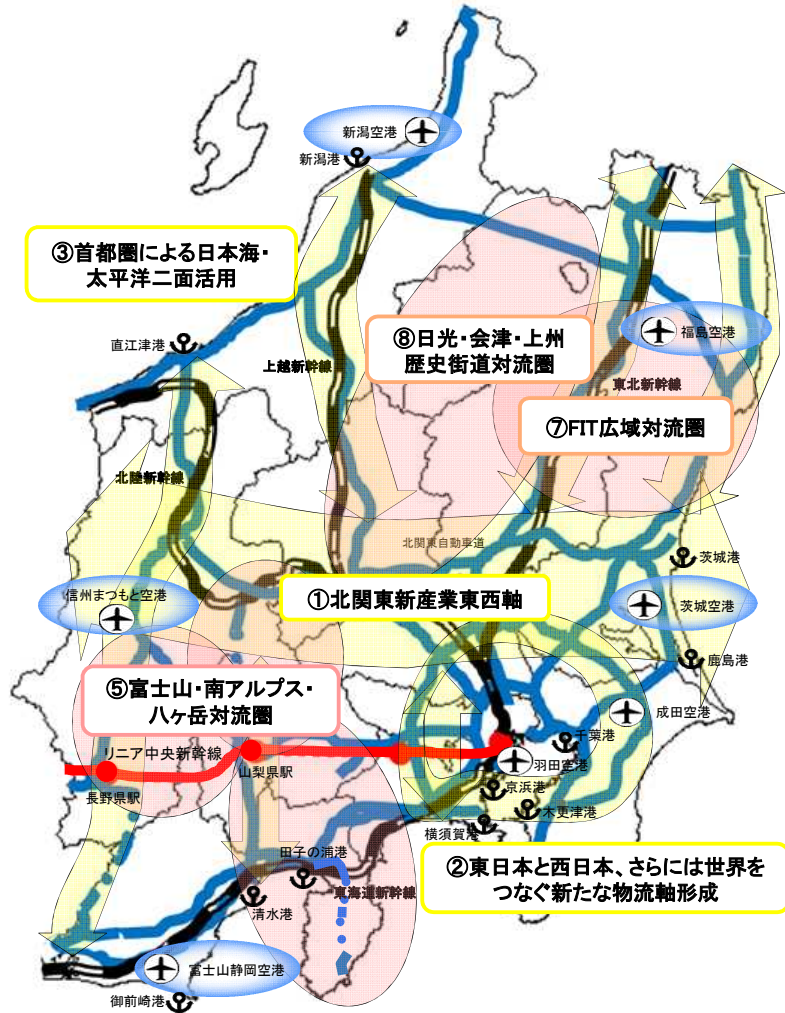 新潟空港
新潟港
③首都圏による日本海・
太平洋二面活用
直江津港
上越新幹線
⑧日光・会津・上州
歴史街道対流圏
福島空港
東北新幹線
⑦FIT広域対流圏
北陸新幹線
北関東自動車道
茨城港
信州まつもと空港
①北関東新産業東西軸
茨城空港
鹿島港
⑤富士山・南アルプス・
八ヶ岳対流圏
成田空港
リニア中央新幹線
千葉港
長野県駅
山梨県駅
羽田空港
京浜港
木更津港
横須賀港
田子の浦港
②東日本と西日本、さらには世界を
つなぐ新たな物流軸形成
東海道新幹線
清水港
富士山静岡空港
御前崎港